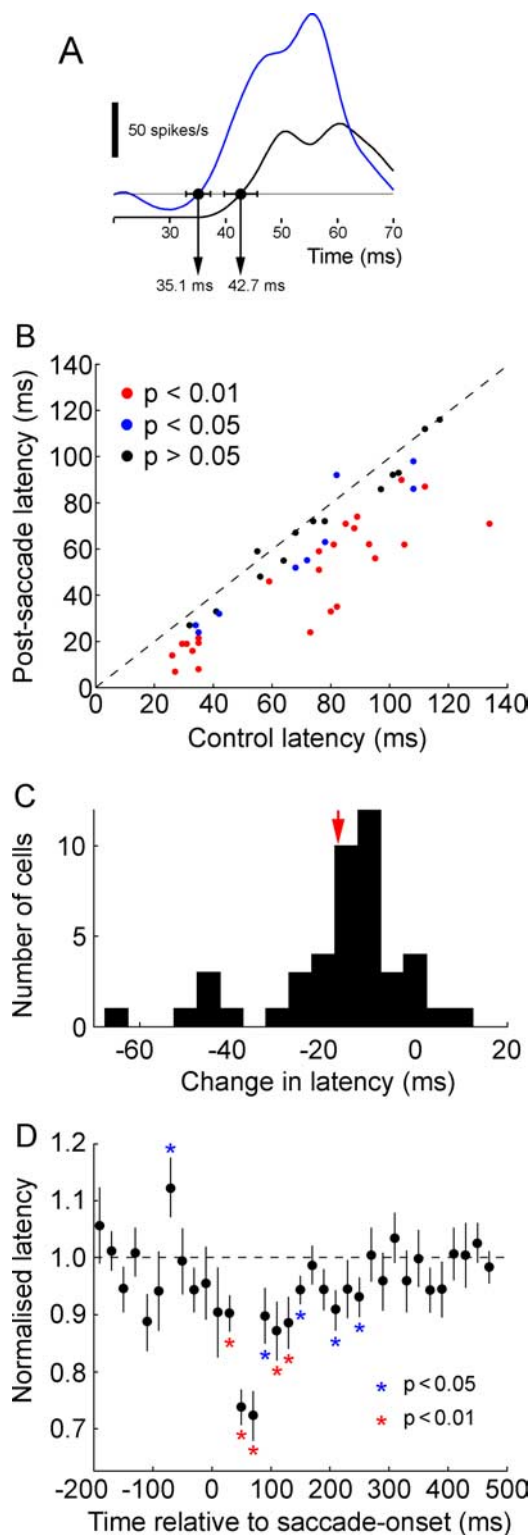 A
50 spikes/s
30 40 50 60 70
Time (ms)
35.1 ms 42.7 ms
B
140
120
100
80
60
40
20
0
Post-saccade latency (ms)
p < 0.01
p < 0.05
p > 0.05
0 20 40 60 80 100 120 140
Control latency (ms)
C
10
5
0
Number of cells
-60 -40 -20 0 20
Change in latency (ms)
D
1.2
1.1
1.0
0.9
0.8
0.7
Normalised latency
* p < 0.05
* p < 0.01
-200 -100 0 100 200 300 400 500
Time relative to saccade-onset (ms)